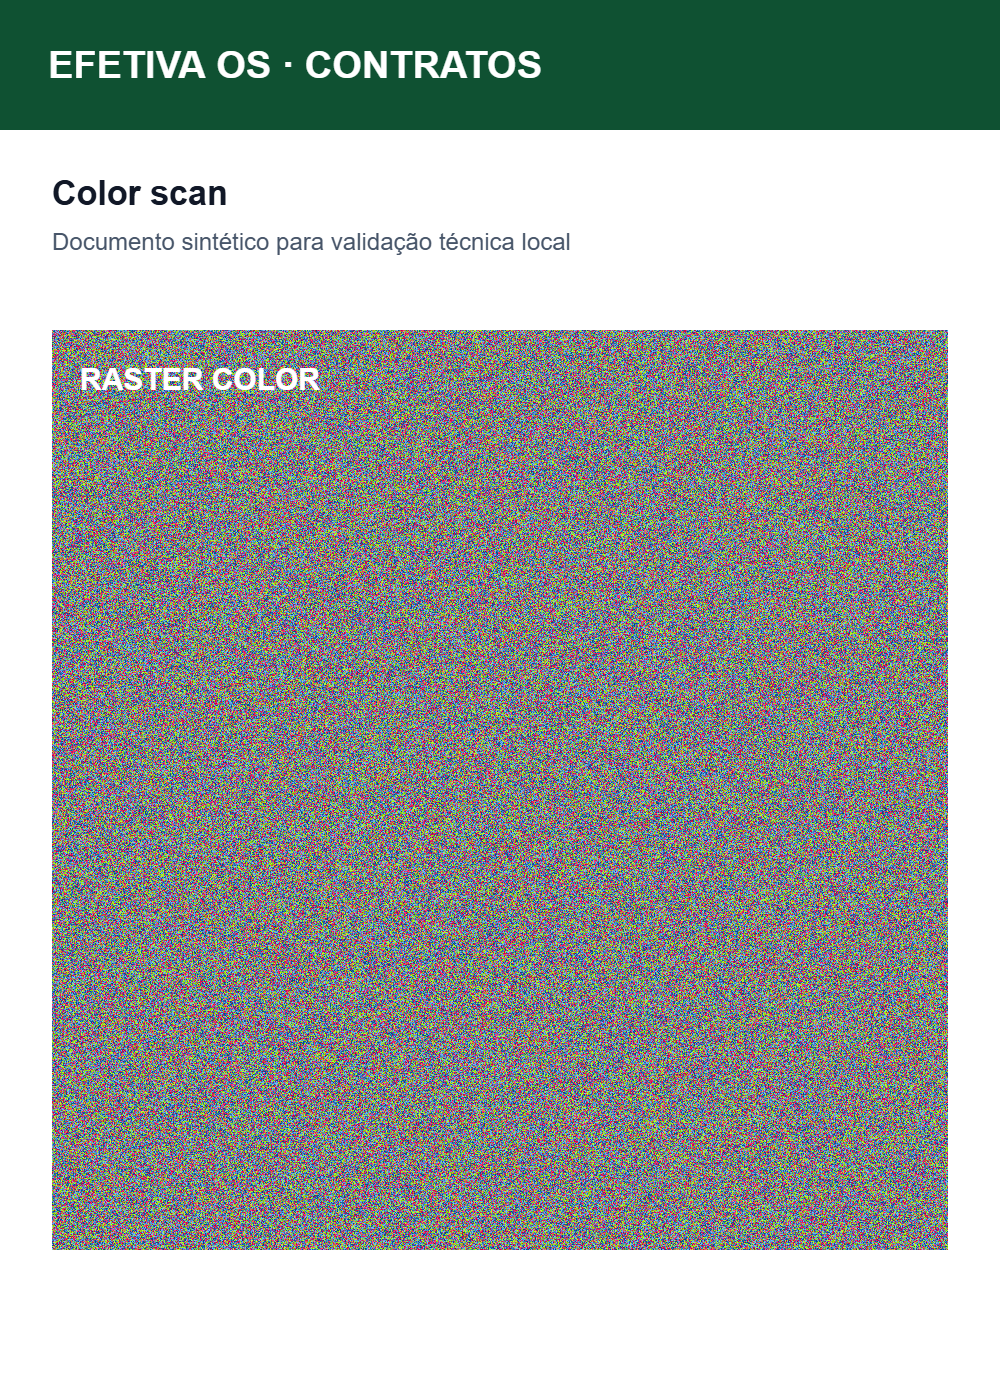 EFETIVA OS · CONTRATOS
Color scan
Documento sintético para validação técnica local
RASTER COLOR